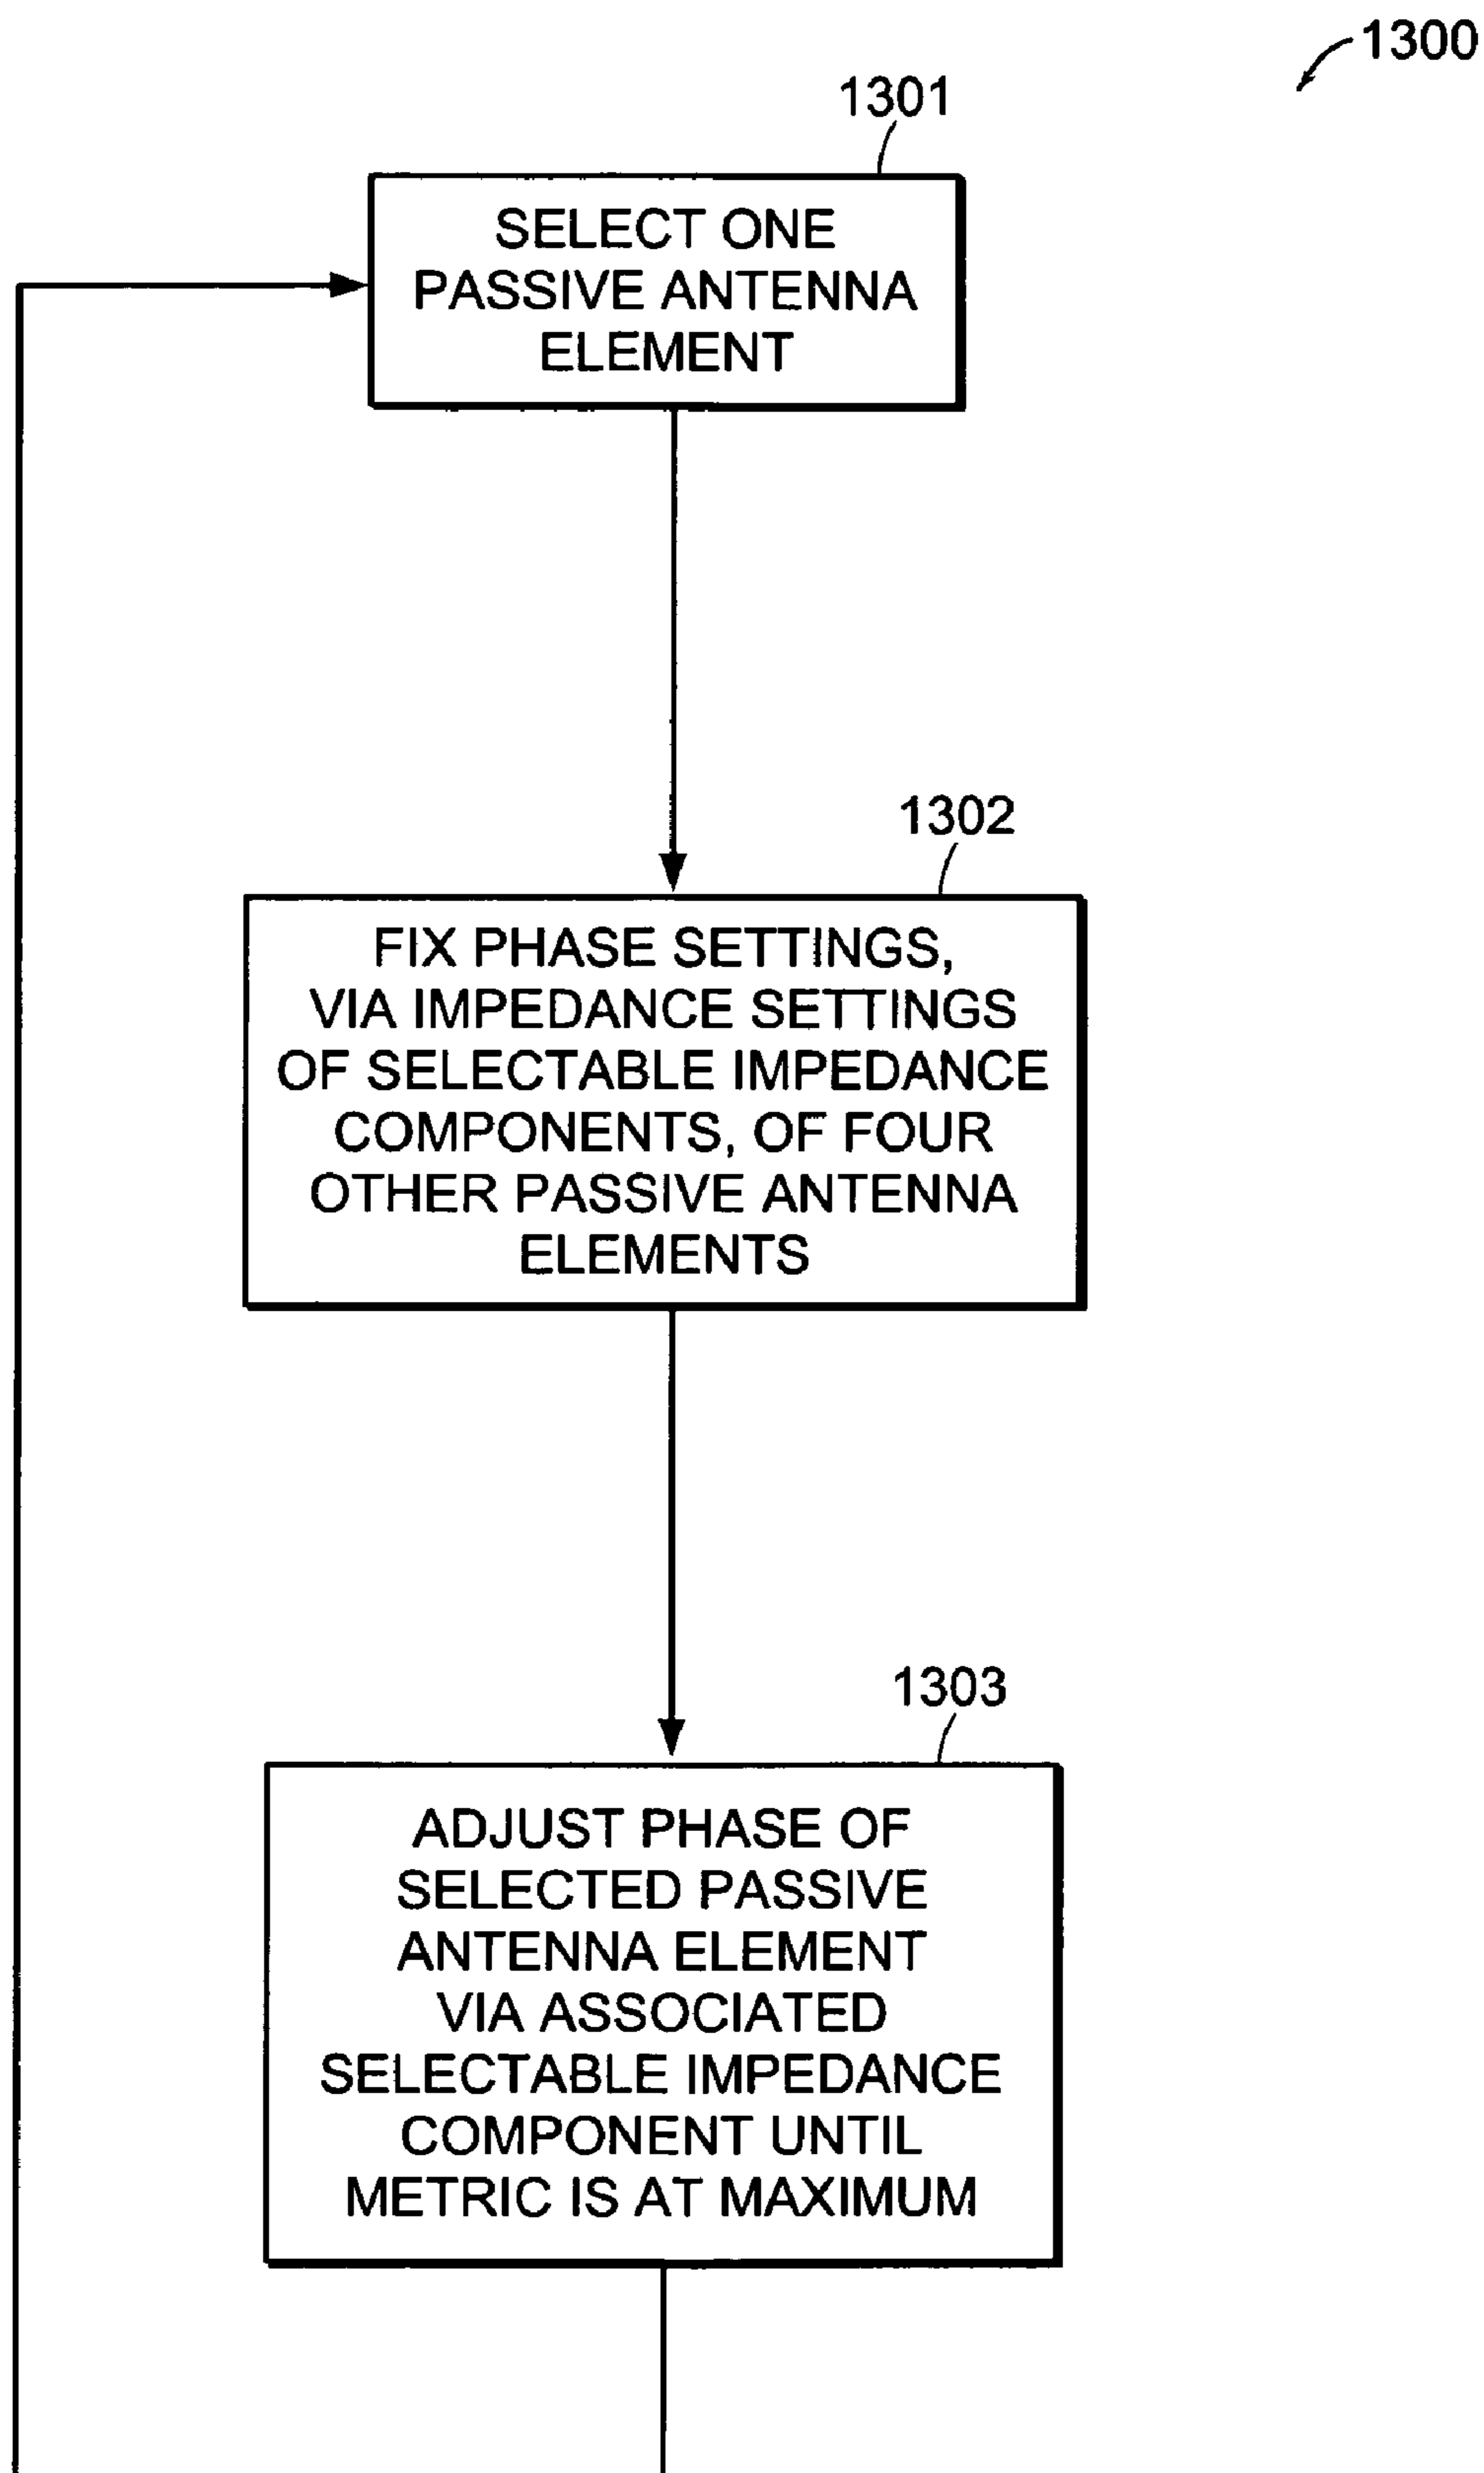 1300
1301
SELECT ONE
PASSIVE ANTENNA
ELEMENT
1302
FIX PHASE SETTINGS,
VIA IMPEDANCE SETTINGS
OF SELECTABLE IMPEDANCE
COMPONENTS, OF FOUR
OTHER PASSIVE ANTENNA
ELEMENTS
1303
ADJUST PHASE OF
SELECTED PASSIVE
ANTENNA ELEMENT
VIA ASSOCIATED
SELECTABLE IMPEDANCE
COMPONENT UNTIL
METRIC IS AT MAXIMUM